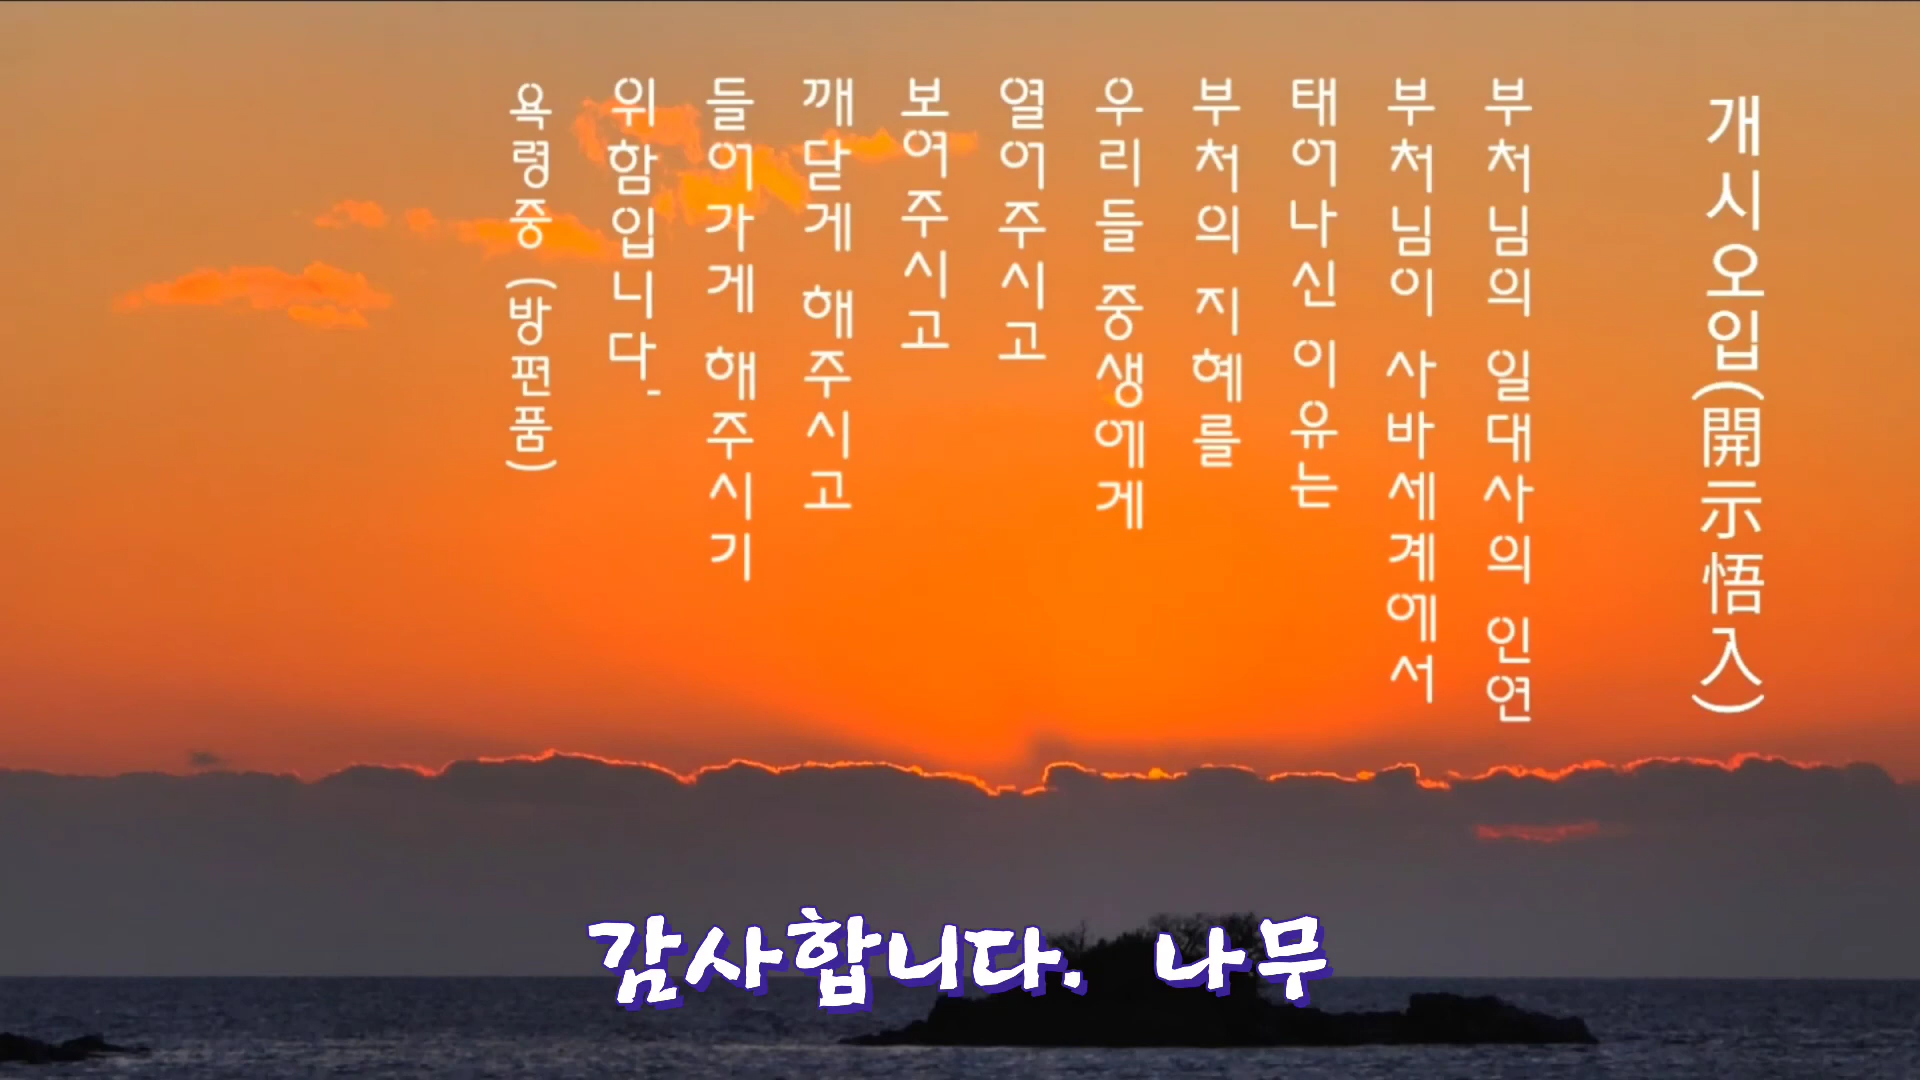 개시오입(開示悟入)
부처님의 일대사의 인연
부처님이 사바세계에서
태어나신 이유는
부처의 지혜를
우리들 중생에게
열어주시고
보여주시고
깨닫게 해주시고
들어가게 해주시기
위함입니다_
욕령중 (방편품)
감사합니다. 나무